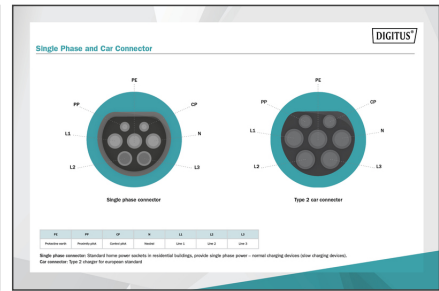 DIGITUS®
Single Phase and Car Connector
PE
PP
CP
L1
N
L2
L3
Single phase connector
PE
PP
CP
L1
N
L2
L3
Type 2 car connector
PE PP CP N L1 L2 L3
Protective earth Proximity pilot Control pilot Neutral Line 1 Line 2 Line 3
Single phase connector: Standard home power sockets in residential buildings, provide single phase power – normal charging devices (slow charging devices).
Car connector: Type 2 charger for european standard